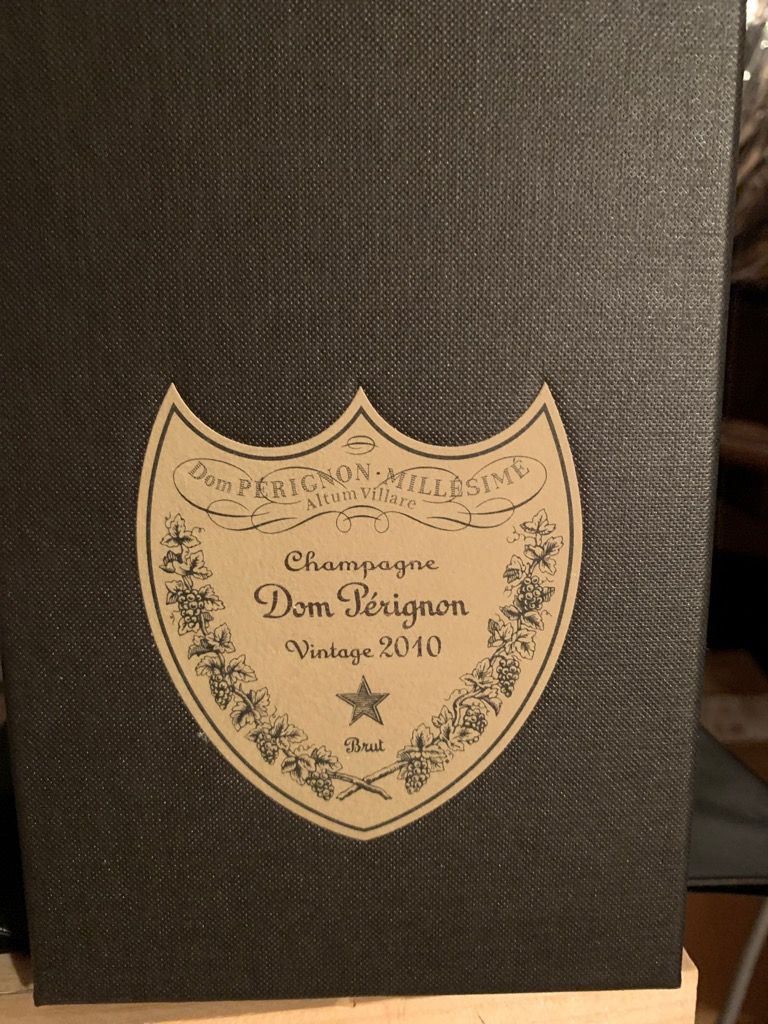 Dom PÉRIGNON · MILLÉSIMÉ
Altum Villare
Champagne
Dom Pérignon
Vintage 2010
Brut